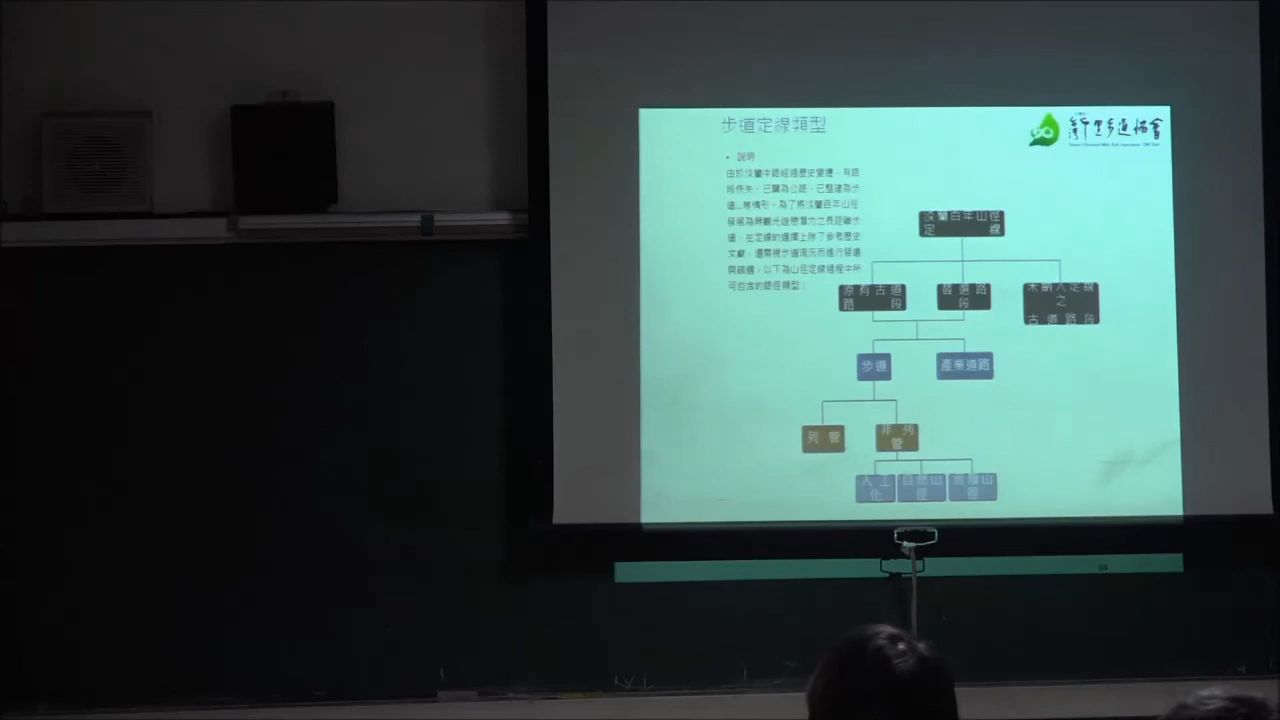 步道定線類型
• 說明
由於淡蘭中路經過歷史變遷，有路
段佚失、已闢為公路、已整建為步
道…等情形，為了將淡蘭百年山徑
發展為具觀光遊憩潛力之長距離步
道，在定線的選擇上除了參考歷史
文獻，還需視步道現況而進行替選
與篩選，以下為山徑定線過程中所
可包含的路徑類型：
淡蘭百年山徑
定線
原有古道
路段
替選路
段
未納入定線
之
古道路段
步道
產業道路
列管
非列
管
人工
化
自然山
徑
山
徑
千里步道協會
84